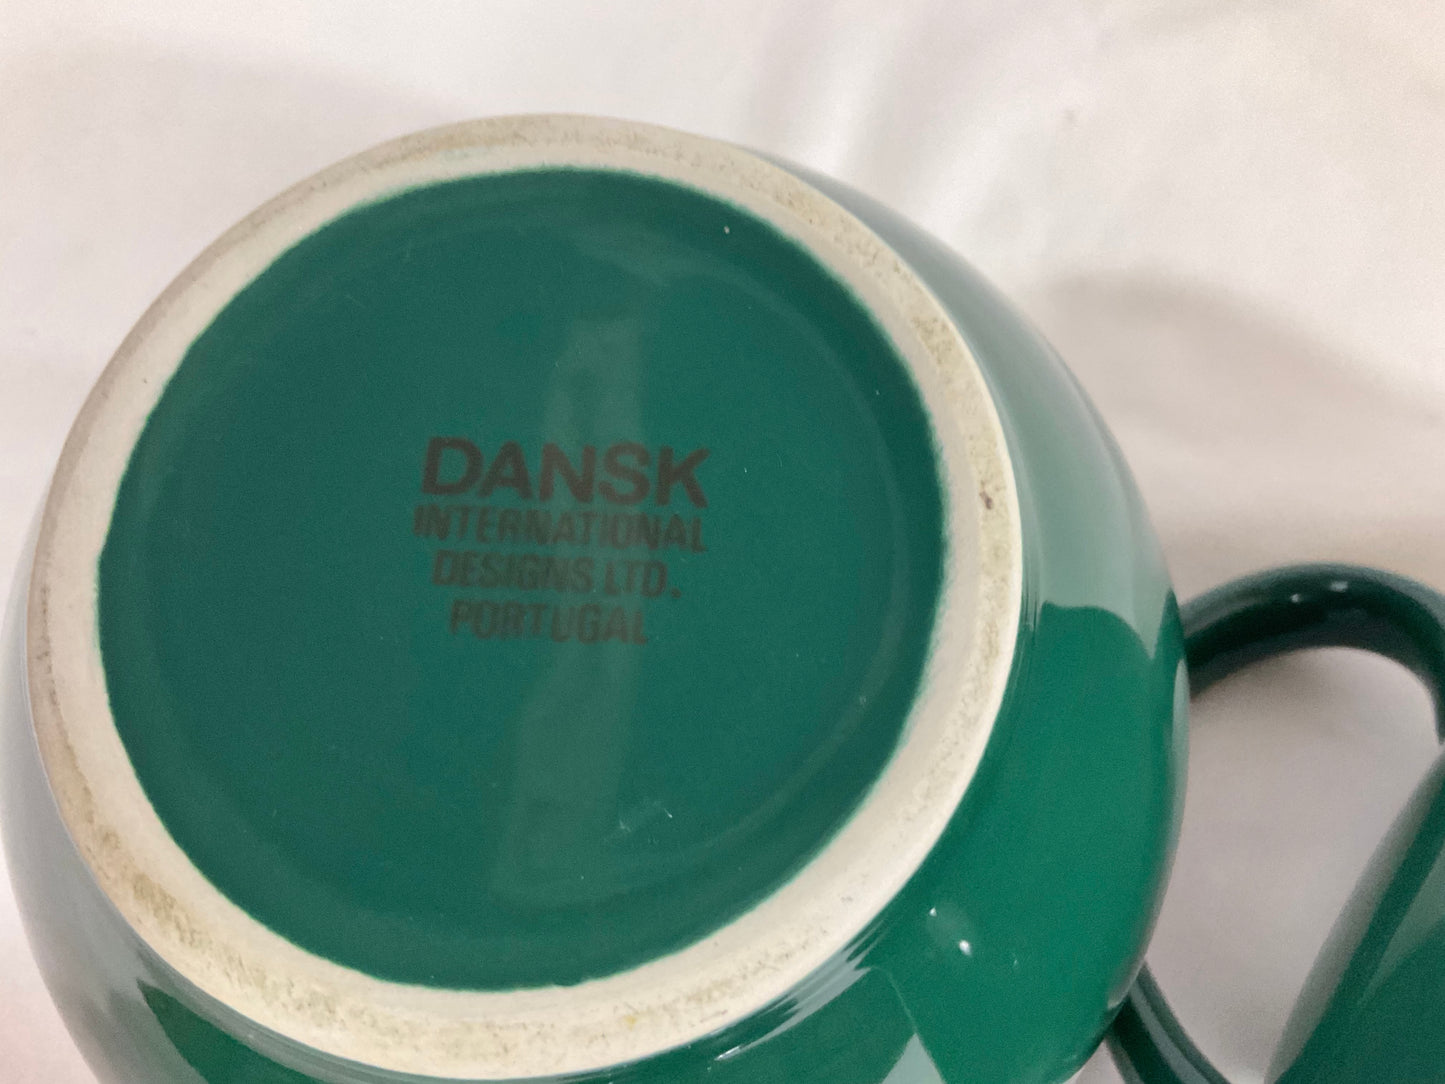 DANSK
INTERNATIONAL
DESIGNS LTD.
PORTUGAL